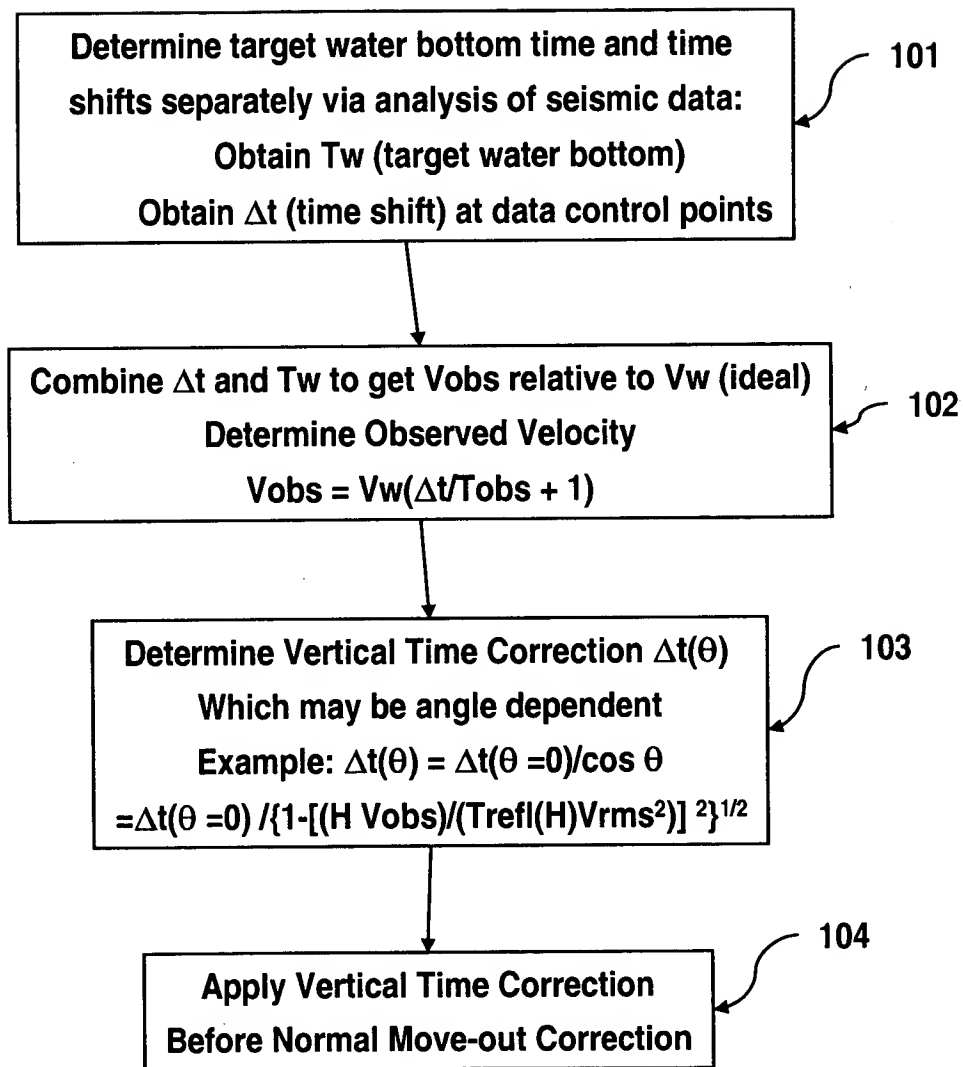 Determine target water bottom time and time
shifts separately via analysis of seismic data:
Obtain Tw (target water bottom)
Obtain Δt (time shift) at data control points
101
Combine Δt and Tw to get Vobs relative to Vw (ideal)
Determine Observed Velocity
Vobs = Vw(Δt/Tobs + 1)
102
Determine Vertical Time Correction Δt(θ)
Which may be angle dependent
Example: Δt(θ) = Δt(θ =0)/cos θ
=Δt(θ =0) /{1-[(H Vobs)/(Trefl(H)Vrms²)] ²}¹ᐟ²
103
Apply Vertical Time Correction
Before Normal Move-out Correction
104